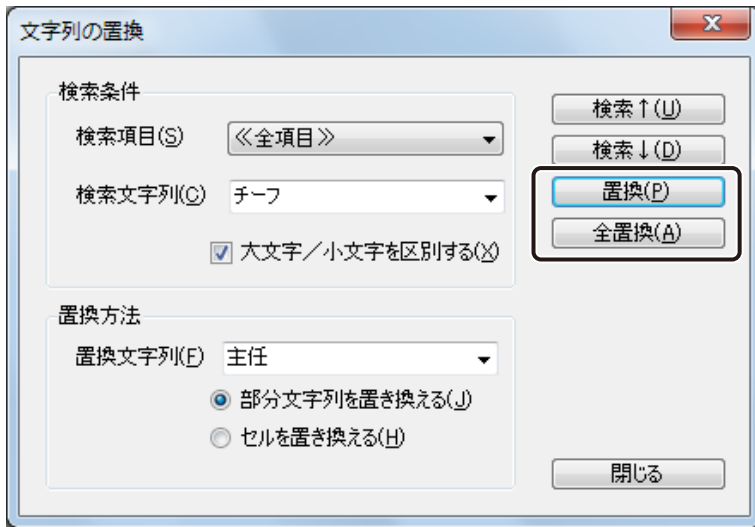 文字列の置換
検索条件
検索項目(S) ≪全項目≫
検索文字列(C) チーフ
大文字／小文字を区別する(X)
置換方法
置換文字列(F) 主任
部分文字列を置き換える(J)
セルを置き換える(H)
検索↑(U)
検索↓(D)
置換(P)
全置換(A)
閉じる